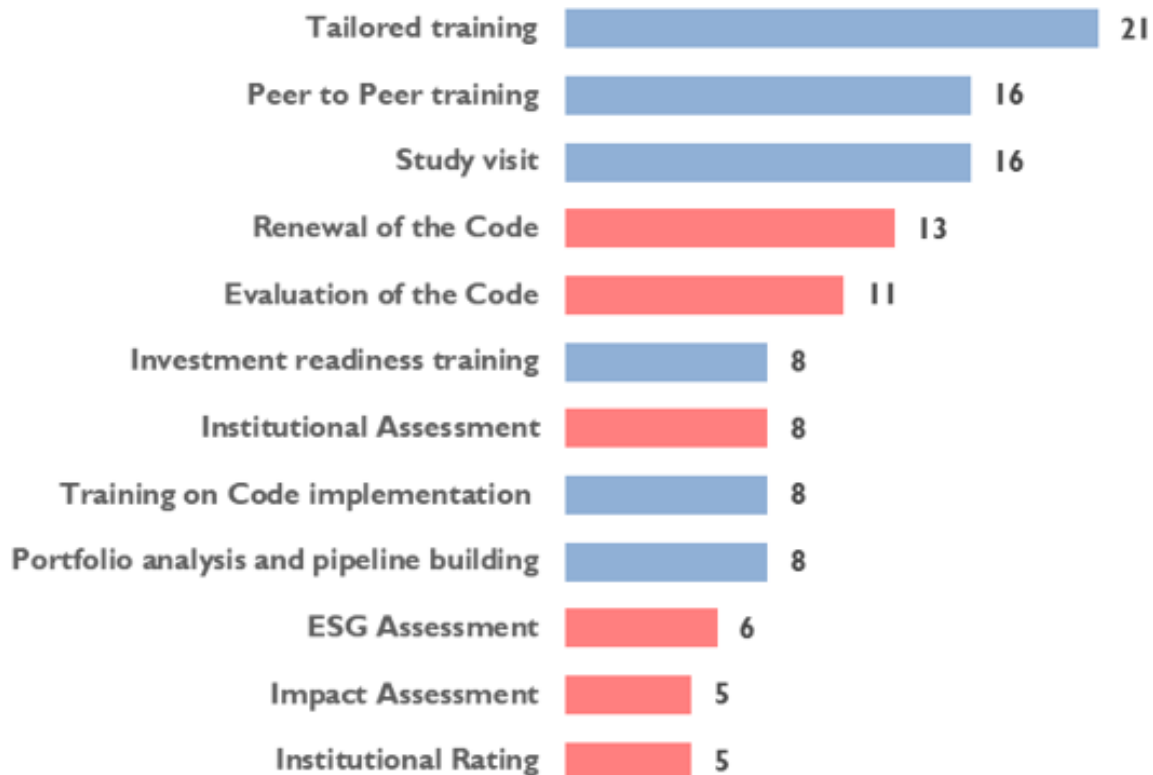 Tailored training 21
Peer to Peer training 16
Study visit 16
Renewal of the Code 13
Evaluation of the Code 11
Investment readiness training 8
Institutional Assessment 8
Training on Code implementation 8
Portfolio analysis and pipeline building 8
ESG Assessment 6
Impact Assessment 5
Institutional Rating 5